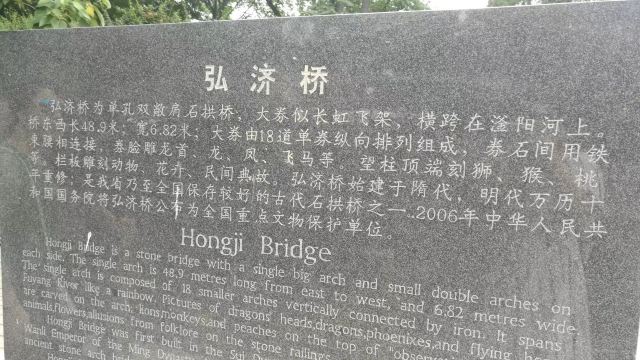 弘济桥
弘济桥为单孔双敞肩石拱桥，大券似长虹飞架，横跨在滏阳河上。
桥东西长48.9米；宽6.82米；大券由18道单券纵向排列组成，券石间用铁
束腰相连接，券脸雕龙首、龙、凤、飞马等，望柱顶端刻狮、猴、桃
等。栏板雕刻动物、花卉、民间典故。弘济桥始建于隋代，明代万历十
年重修；是我省乃至全国保存较好的古代石拱桥之一..2006年中华人民共
和国国务院将弘济桥公布为全国重点文物保护单位。
Hongji Bridge
Hongji Bridge is a stone bridge with a single big arch and small double arches on
each side. The single arch is 48.9 metres long from east to west, and 6.82 metres wide.
The single arch is composed of 18 smaller arches vertically connected by iron. It spans
Fuyang River like a rainbow. Pictures of dragons' heads,dragons,phoenixes,and flying
are carved on the arch, lions,monkeys,and peaches on the top of "observe
animals,flowers,allusions from folklore on the stone railings.
Hongji Bridge was first built in the Sui
Wanli Emperor of the Ming Dynasty
ancient stone arch